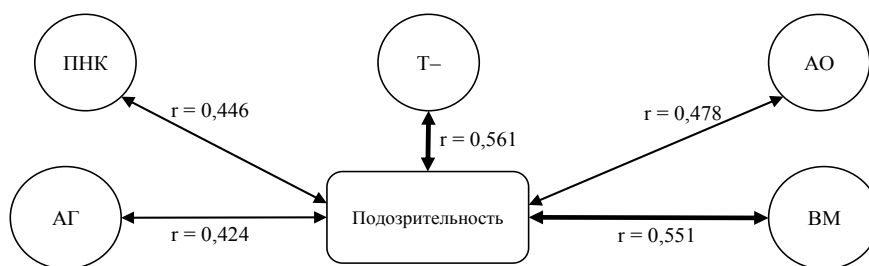 ПНК
Т–
АО
r = 0,446
r = 0,561
r = 0,478
АГ
Подозрительность
ВМ
r = 0,424
r = 0,551